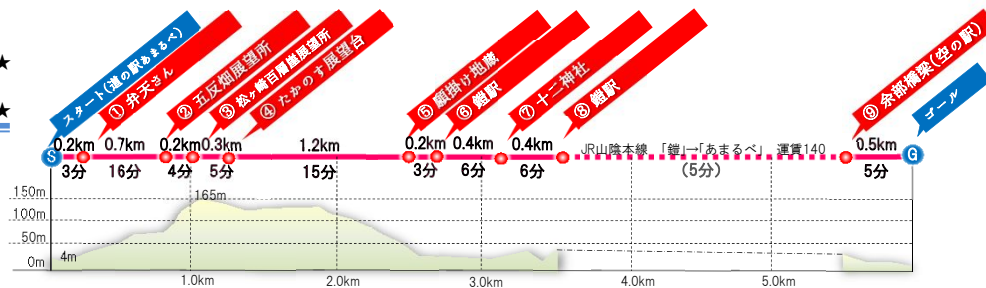 ★
★
スタート(道の駅あまるべ)
① 弁天さん
② 五反畑展望所
③ 松ヶ崎百層崖展望所
④ たかのす展望台
⑤ 願掛け地蔵
⑥ 鎧駅
⑦ 十二神社
⑧ 鎧駅
⑨ 余部橋梁(空の駅)
ゴール
0.2km 0.7km 0.2km 0.3km 1.2km 0.2km 0.4km 0.4km 0.5km
S JR山陰本線 「鎧」→「あまるべ」 運賃140 G
3分 16分 4分 5分 15分 3分 6分 6分 (5分) 5分
150m 165m
100m
50m
0m 4m
1.0km 2.0km 3.0km 4.0km 5.0km